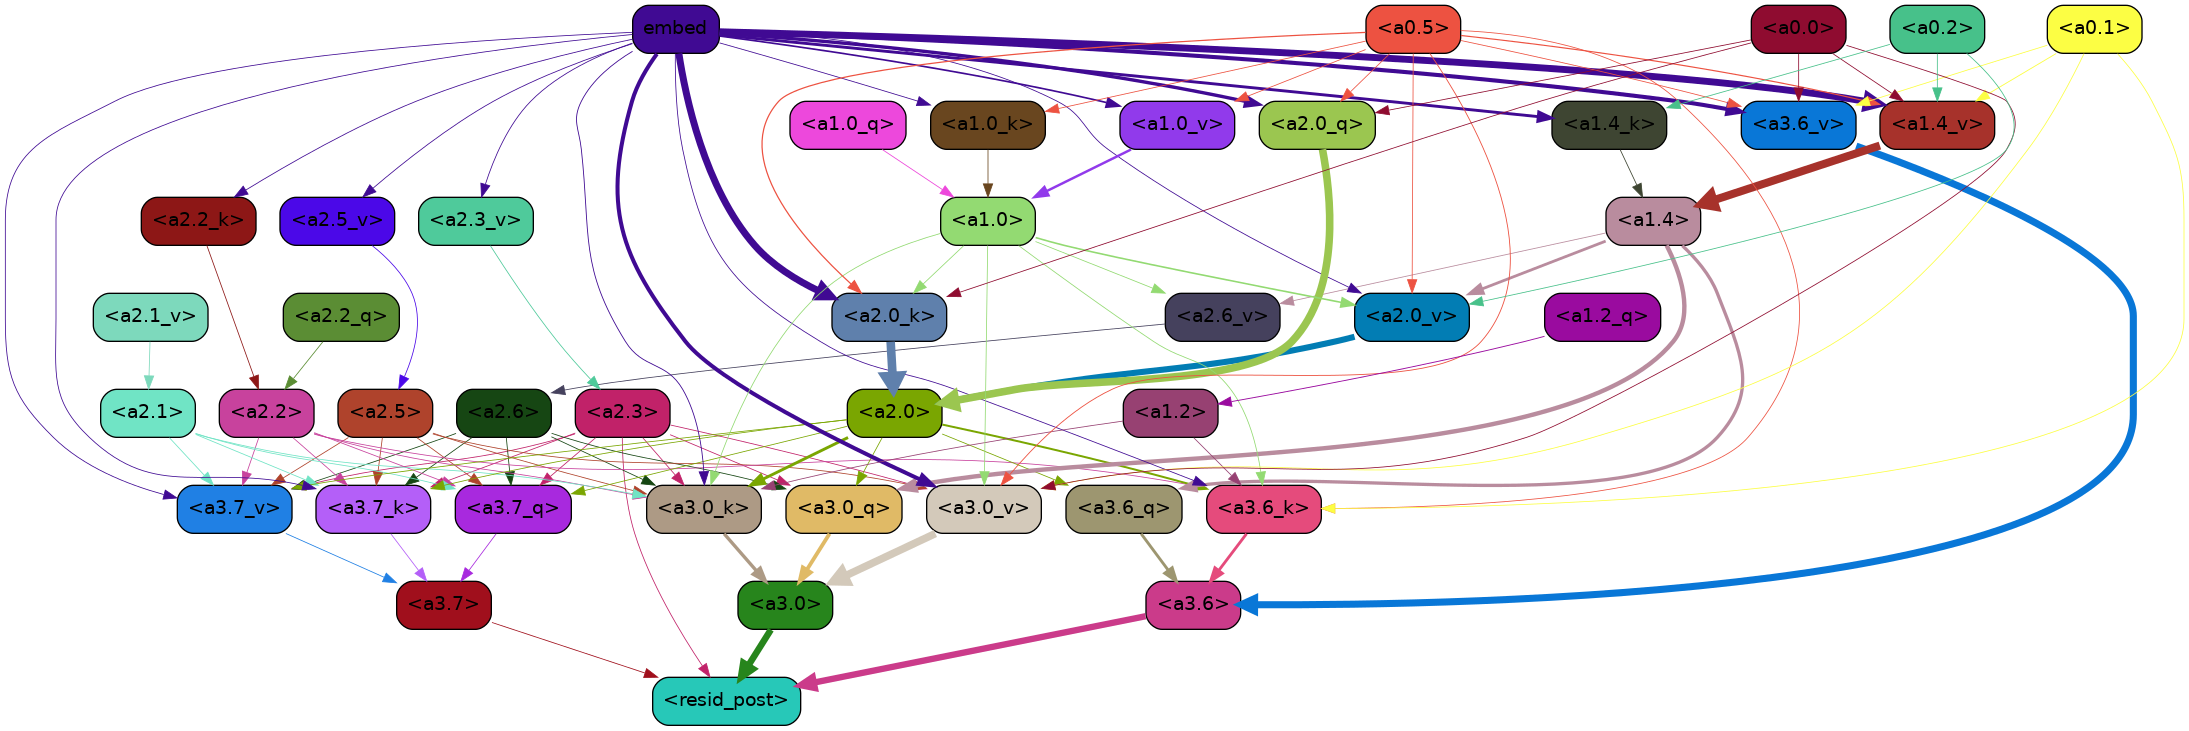 embed
<a0.5>
<a0.0>
<a0.2>
<a0.1>
<a1.0_q>
<a1.0_k>
<a1.0_v>
<a2.0_q>
<a1.4_k>
<a3.6_v>
<a1.4_v>
<a2.2_k>
<a2.5_v>
<a2.3_v>
<a1.0>
<a1.4>
<a2.1_v>
<a2.2_q>
<a2.0_k>
<a2.6_v>
<a2.0_v>
<a1.2_q>
<a2.1>
<a2.2>
<a2.5>
<a2.6>
<a2.3>
<a2.0>
<a1.2>
<a3.7_v>
<a3.7_k>
<a3.7_q>
<a3.0_k>
<a3.0_q>
<a3.0_v>
<a3.6_q>
<a3.6_k>
<a3.7>
<a3.0>
<a3.6>
<resid_post>